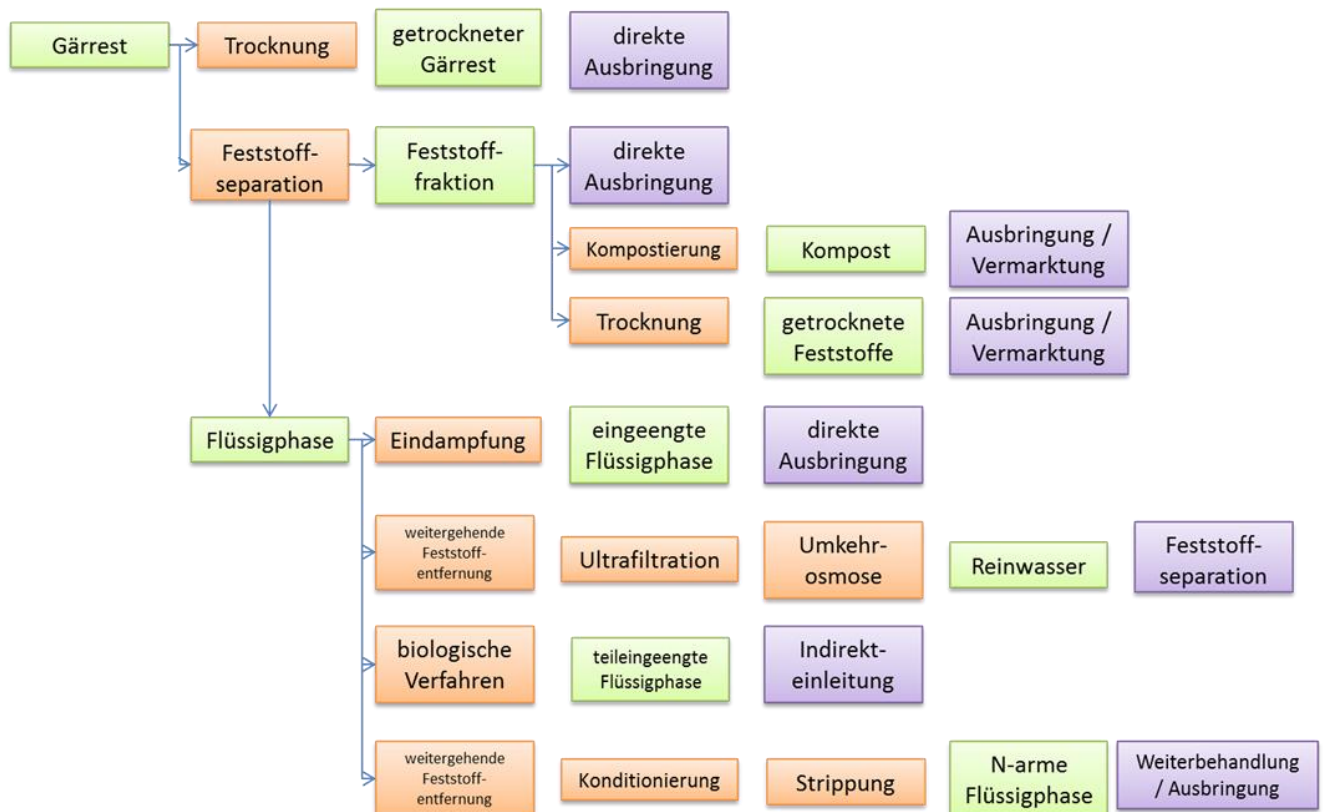 Gärrest
Trocknung
getrockneter
Gärrest
direkte
Ausbringung
Feststoff-
separation
Feststoff-
fraktion
direkte
Ausbringung
Kompostierung
Kompost
Ausbringung /
Vermarktung
Trocknung
getrocknete
Feststoffe
Ausbringung /
Vermarktung
Flüssigphase
Eindampfung
eingeengte
Flüssigphase
direkte
Ausbringung
weitergehende
Feststoff-
entfernung
Ultrafiltration
Umkehr-
osmose
Reinwasser
Feststoff-
separation
biologische
Verfahren
teileingeengte
Flüssigphase
Indirekt-
einleitung
weitergehende
Feststoff-
entfernung
Konditionierung
Strippung
N-arme
Flüssigphase
Weiterbehandlung
/ Ausbringung